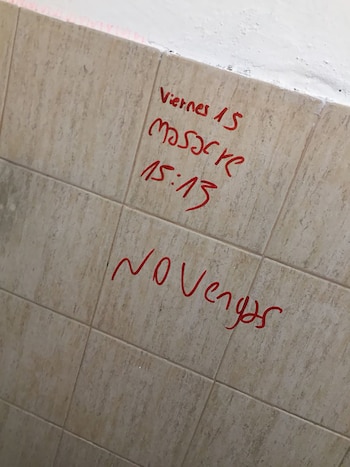 Viernes 15
masacre
15:13
NO Vengas